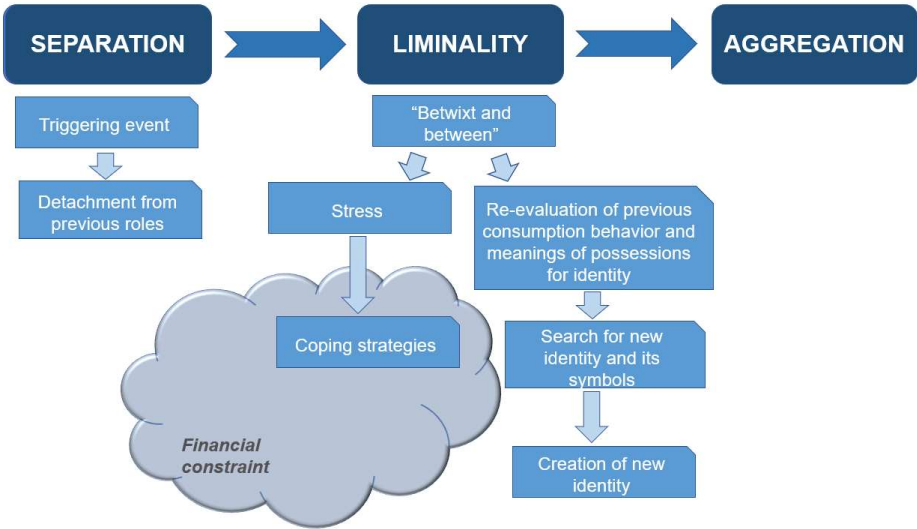 SEPARATION
LIMINALITY
AGGREGATION
Triggering event
Detachment from
previous roles
“Betwixt and
between”
Stress
Coping strategies
Financial
constraint
Re-evaluation of previous
consumption behavior and
meanings of possessions
for identity
Search for new
identity and its
symbols
Creation of new
identity